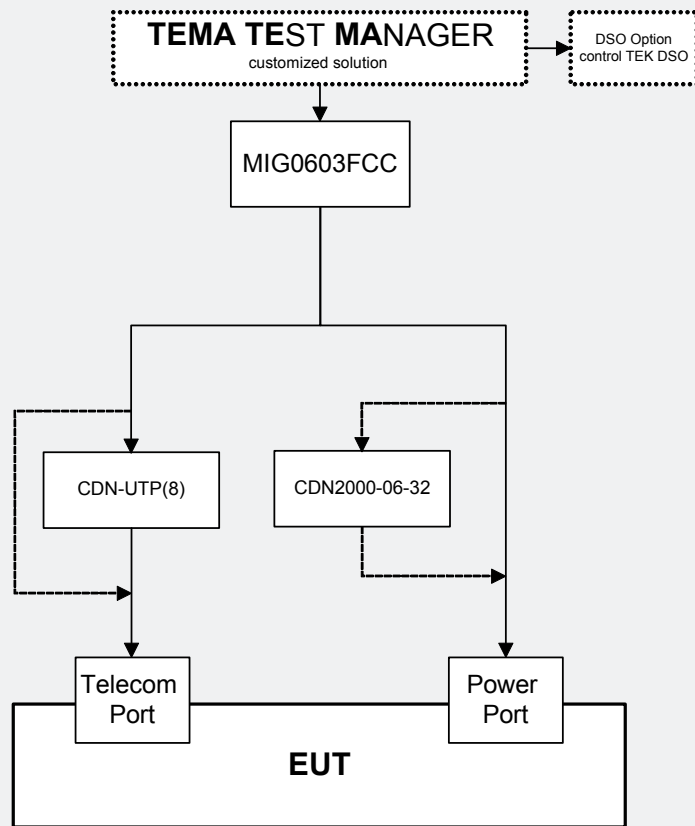 TEMA TEST MANAGER
customized solution
DSO Option
control TEK DSO
MIG0603FCC
CDN-UTP(8)
CDN2000-06-32
Telecom
Port
Power
Port
EUT